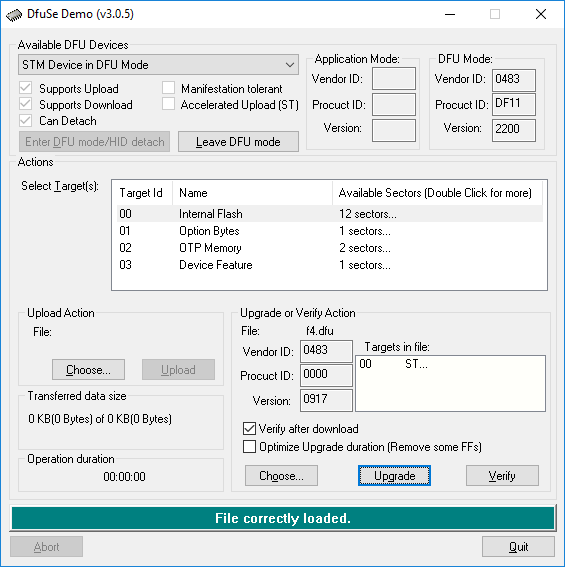 DfuSe Demo (v3.0.5)
Available DFU Devices
STM Device in DFU Mode
Supports Upload
Manifestation tolerant
Supports Download
Accelerated Upload (ST)
Can Detach
Enter DFU mode/HID detach
Leave DFU mode
Application Mode:
Vendor ID:
Procuct ID:
Version:
DFU Mode:
Vendor ID: 0483
Procuct ID: DF11
Version: 2200
Actions
Select Target(s):
Target Id Name Available Sectors (Double Click for more)
00 Internal Flash 12 sectors...
01 Option Bytes 1 sectors...
02 OTP Memory 2 sectors...
03 Device Feature 1 sectors...
Upload Action
File:
Choose... Upload
Transferred data size
0 KB(0 Bytes) of 0 KB(0 Bytes)
Operation duration
00:00:00
Upgrade or Verify Action
File: f4.dfu
Vendor ID: 0483
Procuct ID: 0000
Version: 0917
Targets in file:
00 ST...
Verify after download
Optimize Upgrade duration (Remove some FFs)
Choose... Upgrade Verify
File correctly loaded.
Abort Quit